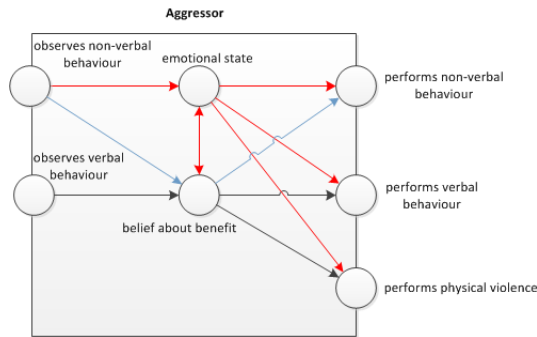 Aggressor
observes non-verbal
behaviour
emotional state
performs non-verbal
behaviour
observes verbal
behaviour
performs verbal
behaviour
belief about benefit
performs physical violence